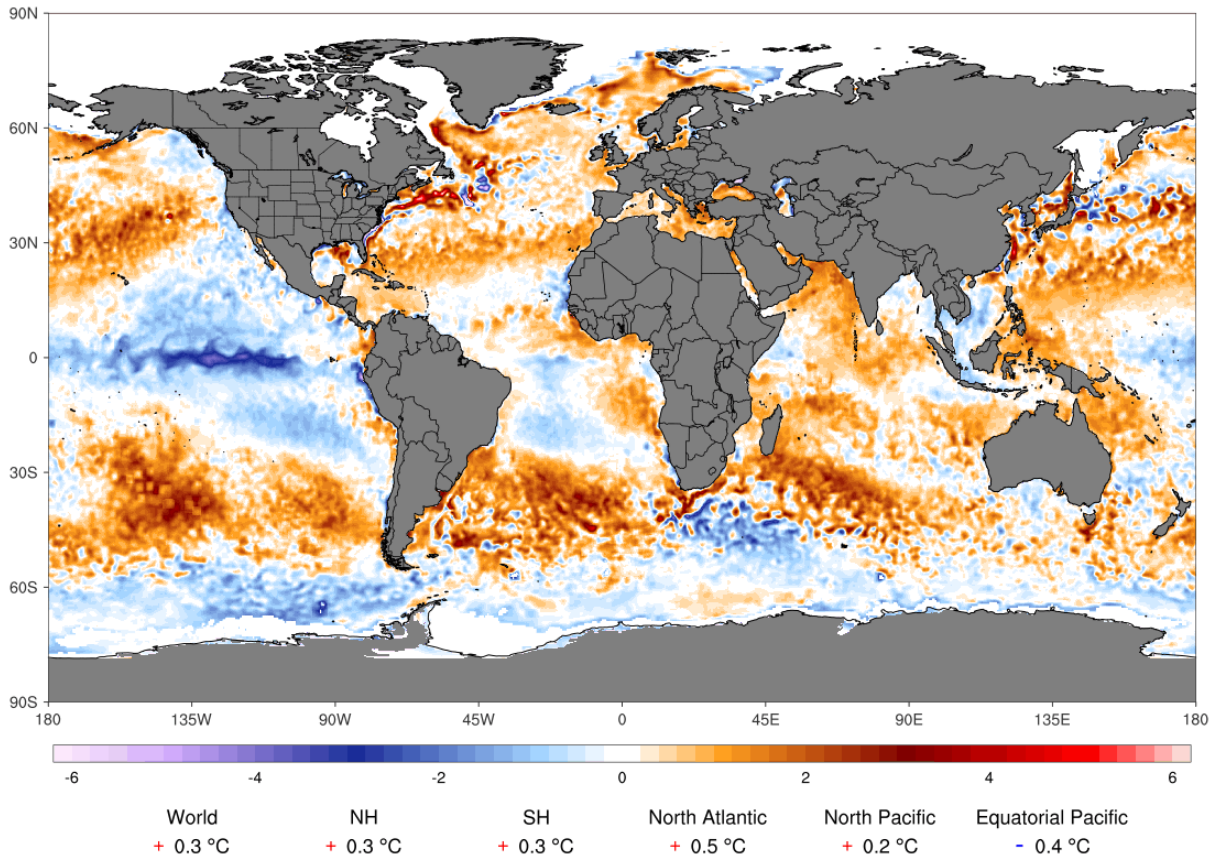 90N
60N
30N
0
30S
60S
90S
180 135W 90W 45W 0 45E 90E 135E 180
-6 -4 -2 0 2 4 6
World NH SH North Atlantic North Pacific Equatorial Pacific
+ 0.3 °C + 0.3 °C + 0.3 °C + 0.5 °C + 0.2 °C - 0.4 °C